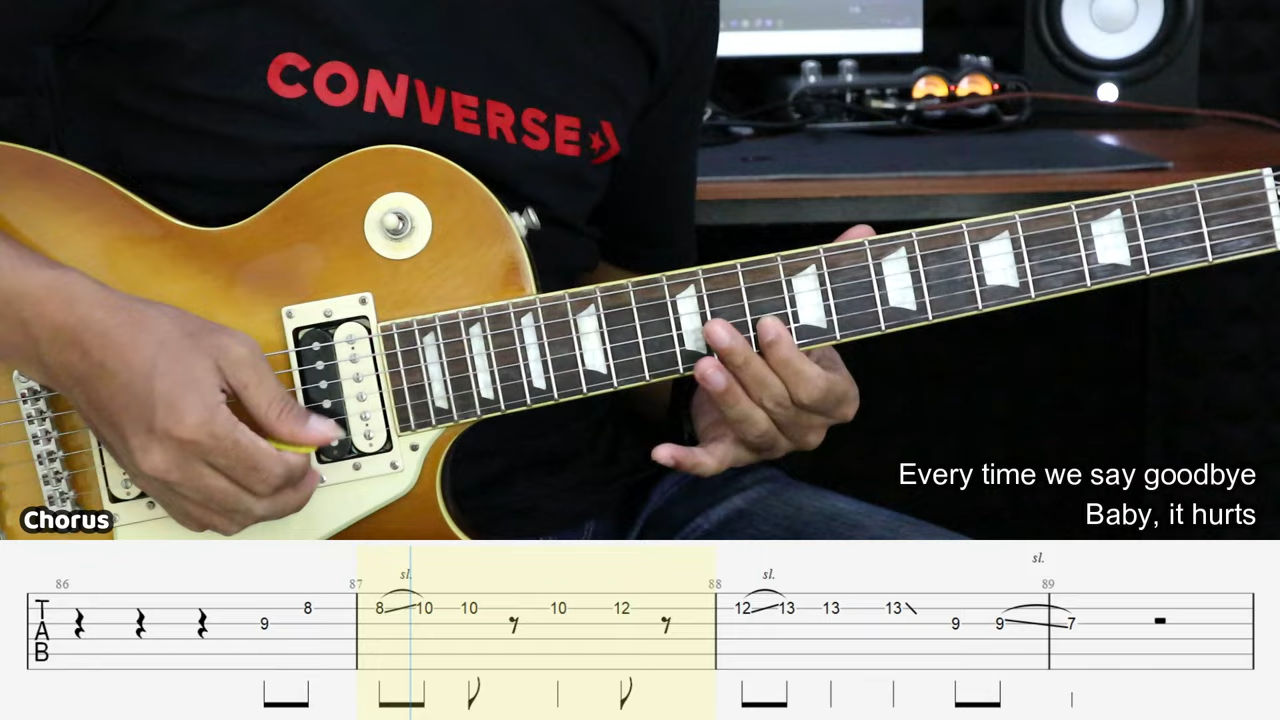 CONVERSE
Every time we say goodbye
Baby, it hurts
Chorus
sl. sl. sl.
86 87 88 89
T
A
B
8 8 10 10 10 12 12 13 13 13
9 9 9 7